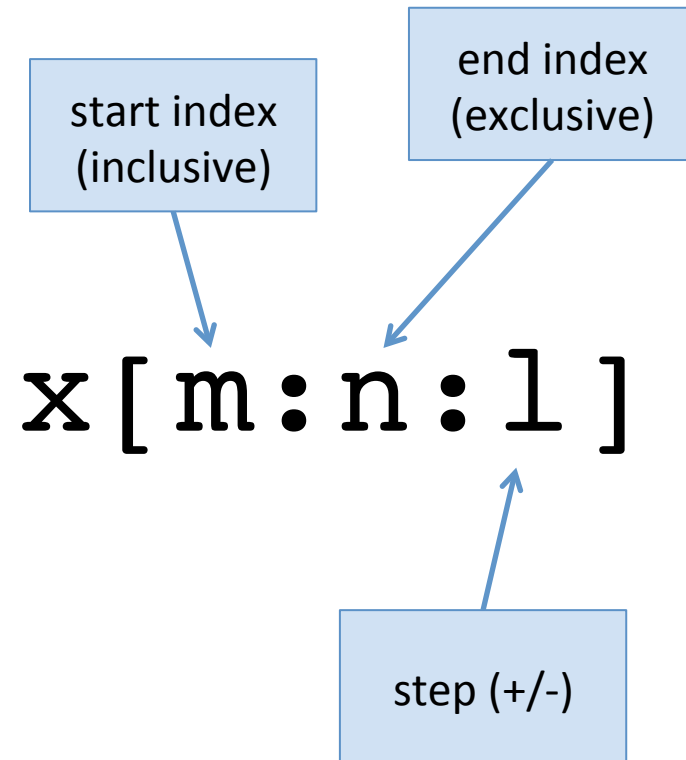 start index
(inclusive)
end index
(exclusive)
x[m:n:l]
step (+/-)